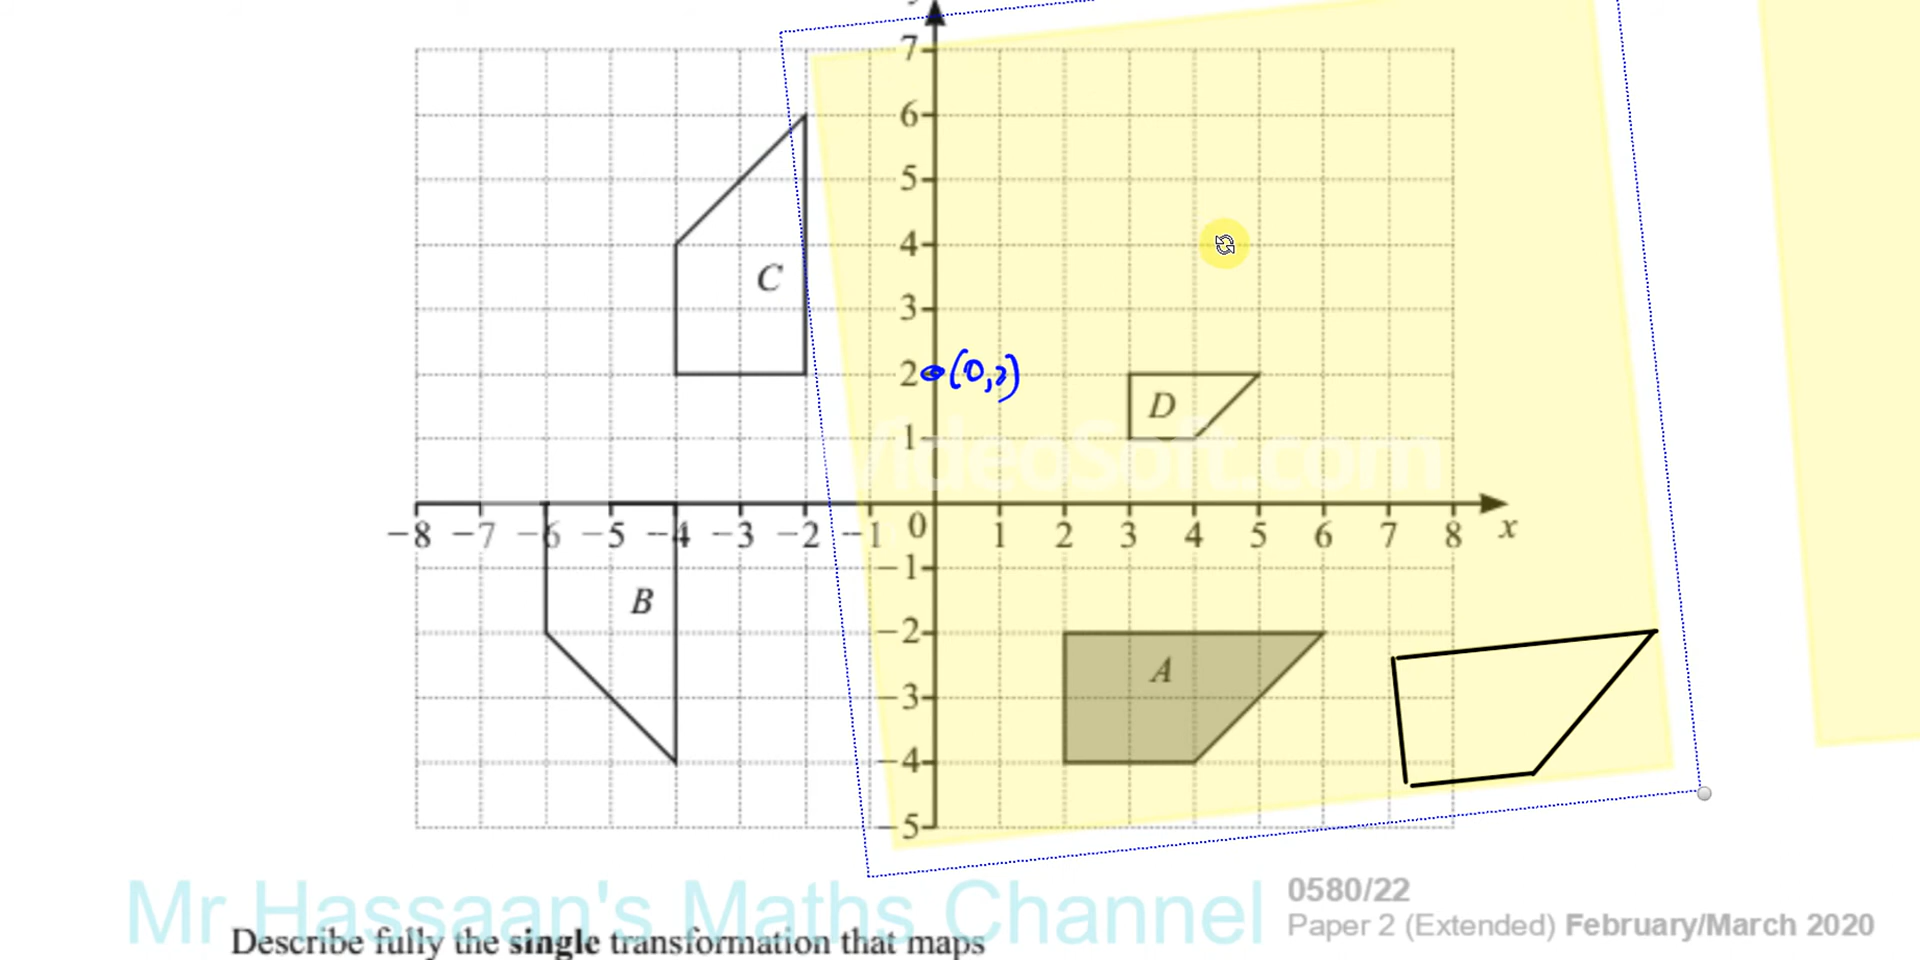 7
6
5
4
C
3
2 (0,2)
D
1
VideoSoft.com
-8 -7 -6 -5 -4 -3 -2 -1 0 1 2 3 4 5 6 7 8 x
-1
B
-2
A
-3
-4
-5
Mr Hassaan's Maths Channel
0580/22
Paper 2 (Extended) February/March 2020
Describe fully the single transformation that maps